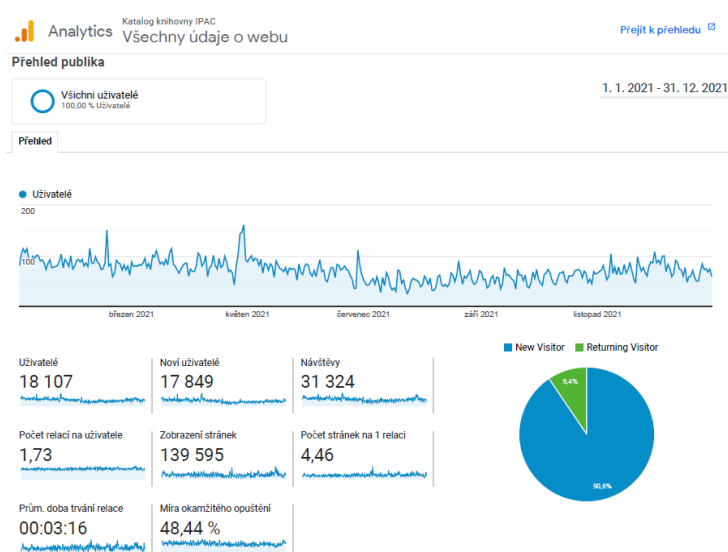 Analytics
Katalog knihovny IPAC
Všechny údaje o webu
Přejít k přehledu
Přehled publika
Všichni uživatelé
100,00 % Uživatelé
1. 1. 2021 - 31. 12. 2021
Přehled
Uživatelé
200
100
březen 2021
květen 2021
červenec 2021
září 2021
listopad 2021
New Visitor
Returning Visitor
Uživatelé
18 107
Noví uživatelé
17 849
Návštěvy
31 324
Počet relací na uživatele
1,73
Zobrazení stránek
139 595
Počet stránek na 1 relaci
4,46
Prům. doba trvání relace
00:03:16
Míra okamžitého opuštění
48,44 %
9,4%
90,6%